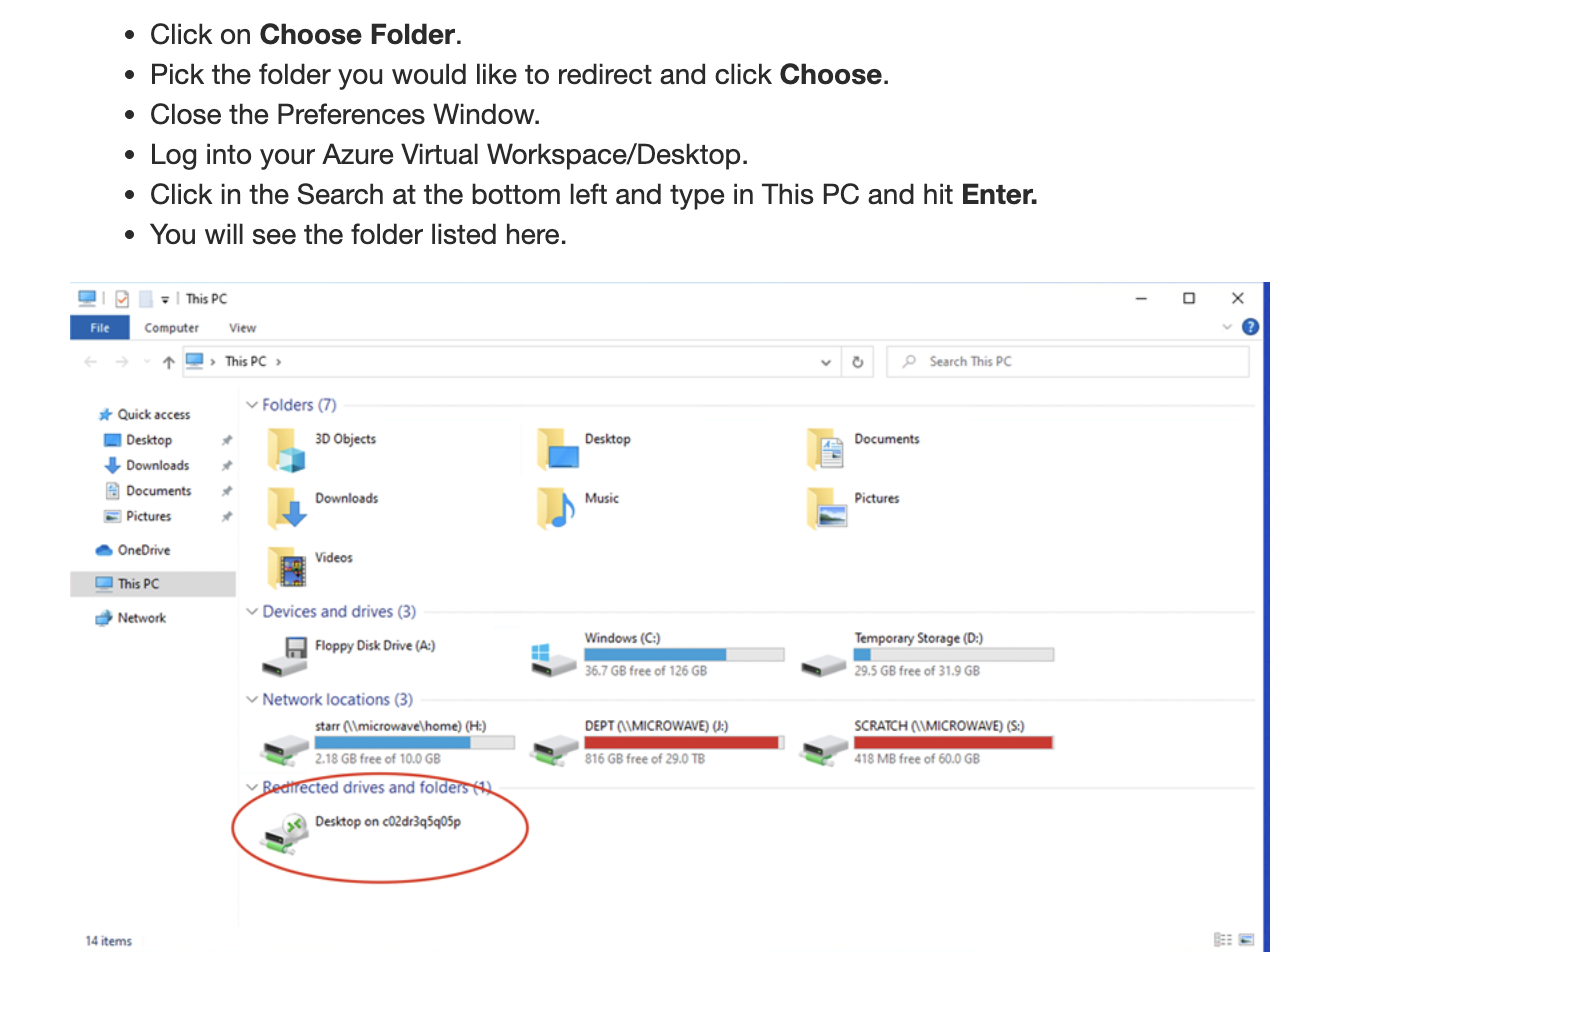 Click on Choose Folder.
Pick the folder you would like to redirect and click Choose.
Close the Preferences Window.
Log into your Azure Virtual Workspace/Desktop.
Click in the Search at the bottom left and type in This PC and hit Enter.
You will see the folder listed here.
This PC
File Computer View
This PC
Search This PC
Quick access
Desktop
Downloads
Documents
Pictures
OneDrive
This PC
Network
Folders (7)
3D Objects
Desktop
Documents
Downloads
Music
Pictures
Videos
Devices and drives (3)
Floppy Disk Drive (A:)
Windows (C:)
36.7 GB free of 126 GB
Temporary Storage (D:)
29.5 GB free of 31.9 GB
Network locations (3)
starr (\\microwave\home) (H:)
2.18 GB free of 10.0 GB
DEPT (\\MICROWAVE) (J:)
816 GB free of 29.0 TB
SCRATCH (\\MICROWAVE) (S:)
418 MB free of 60.0 GB
Redirected drives and folders (1)
Desktop on c02dr3q5q05p
14 items